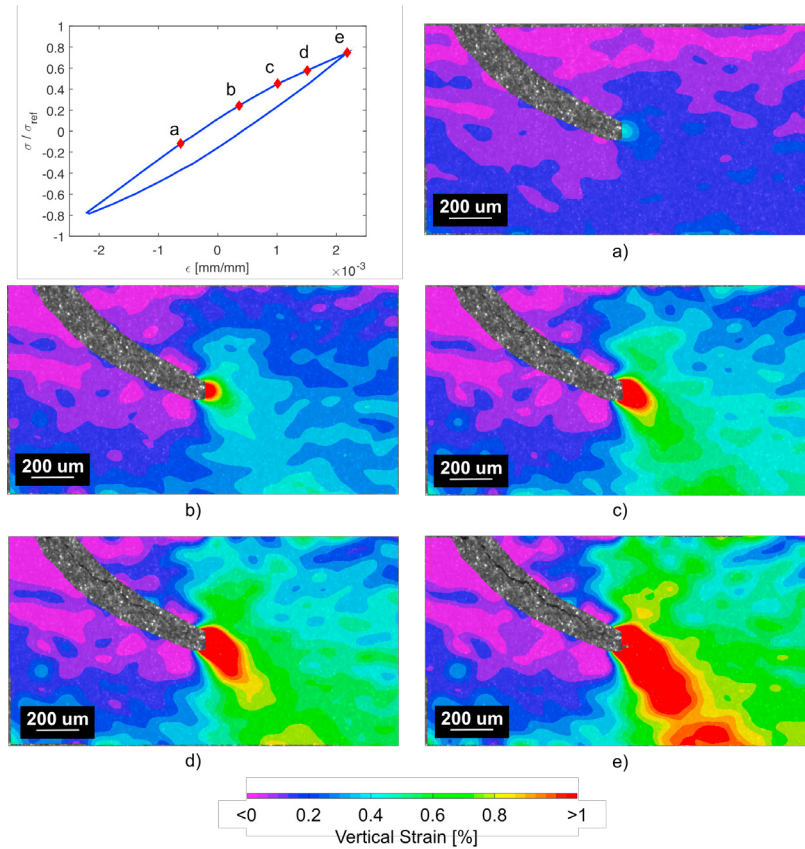 1
0.8
0.6
0.4
0.2
0
-0.2
-0.4
-0.6
-0.8
-1
σ / σref
a
b
c
d
e
-2 -1 0 1 2
ϵ [mm/mm] ×10⁻³
200 um
a)
200 um
b)
200 um
c)
200 um
d)
200 um
e)
<0 0.2 0.4 0.6 0.8 >1
Vertical Strain [%]